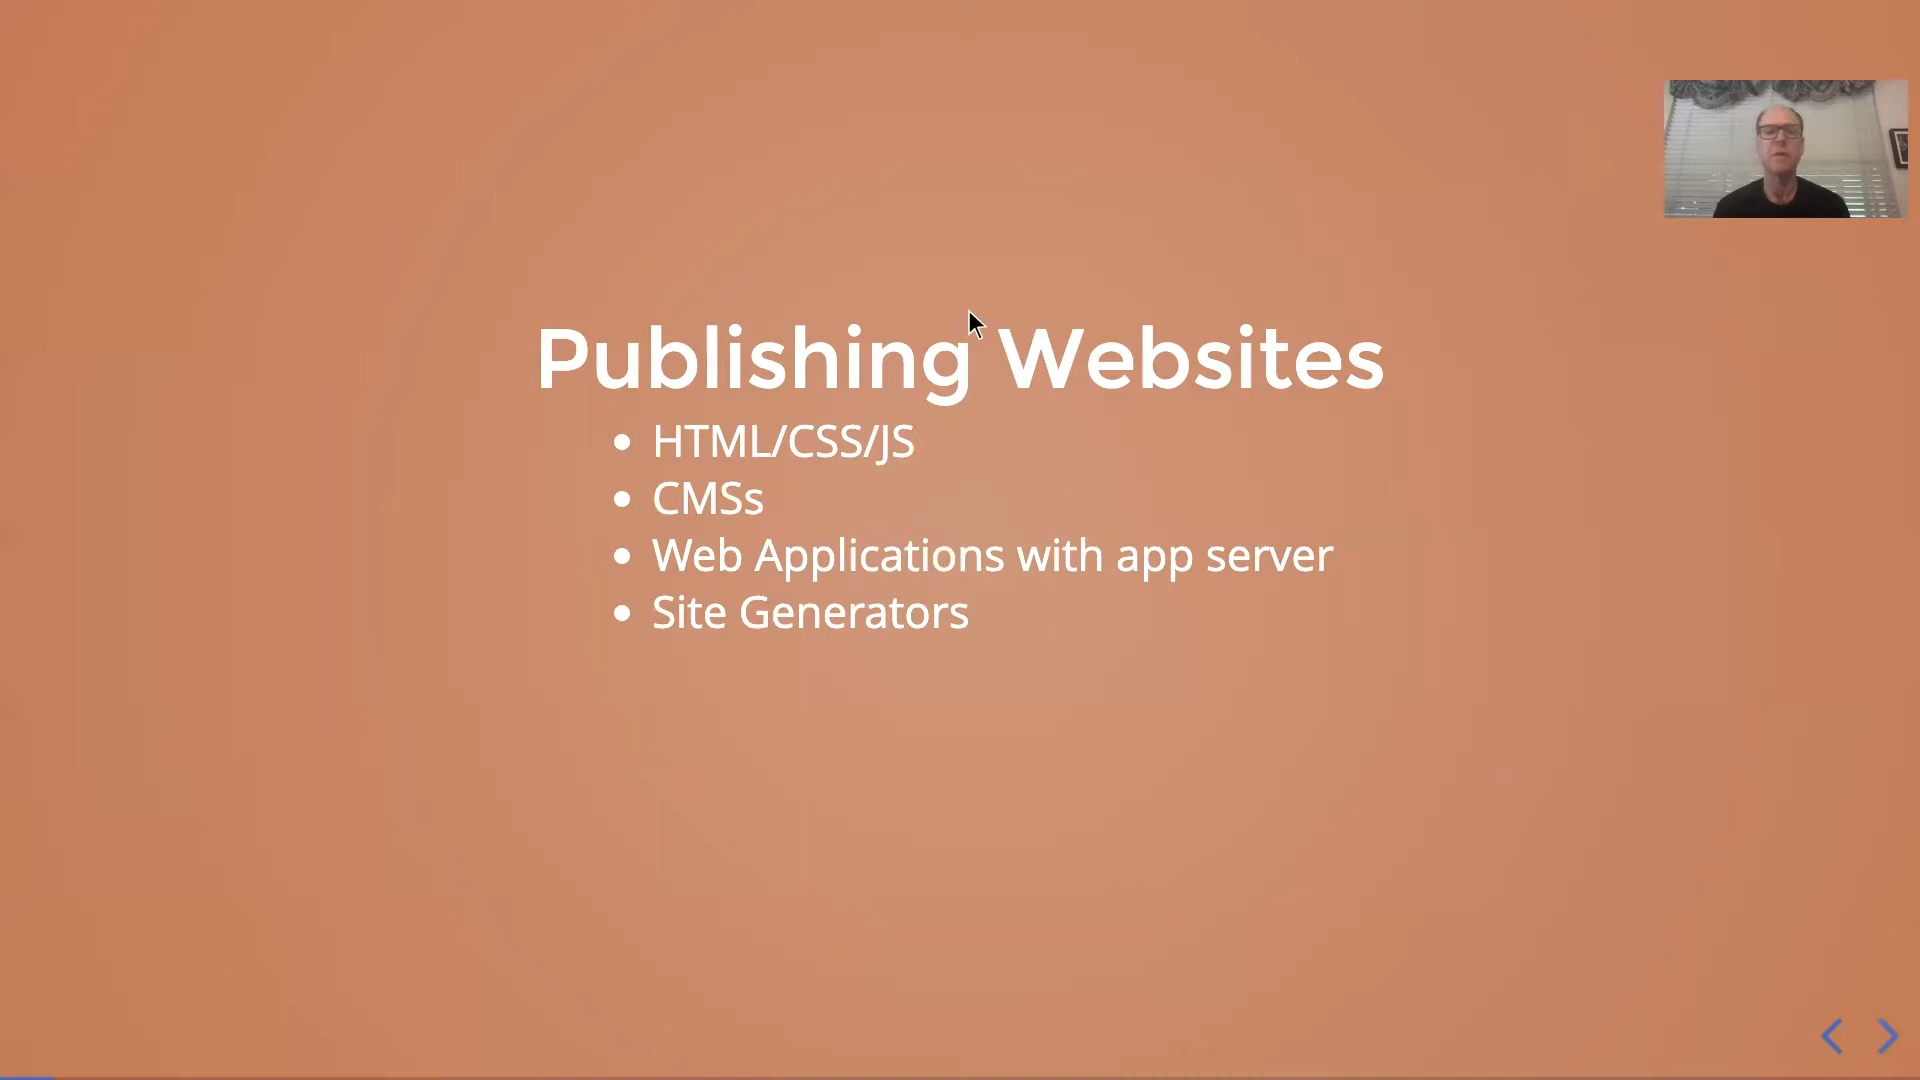 Publishing Websites
HTML/CSS/JS
CMSs
Web Applications with app server
Site Generators